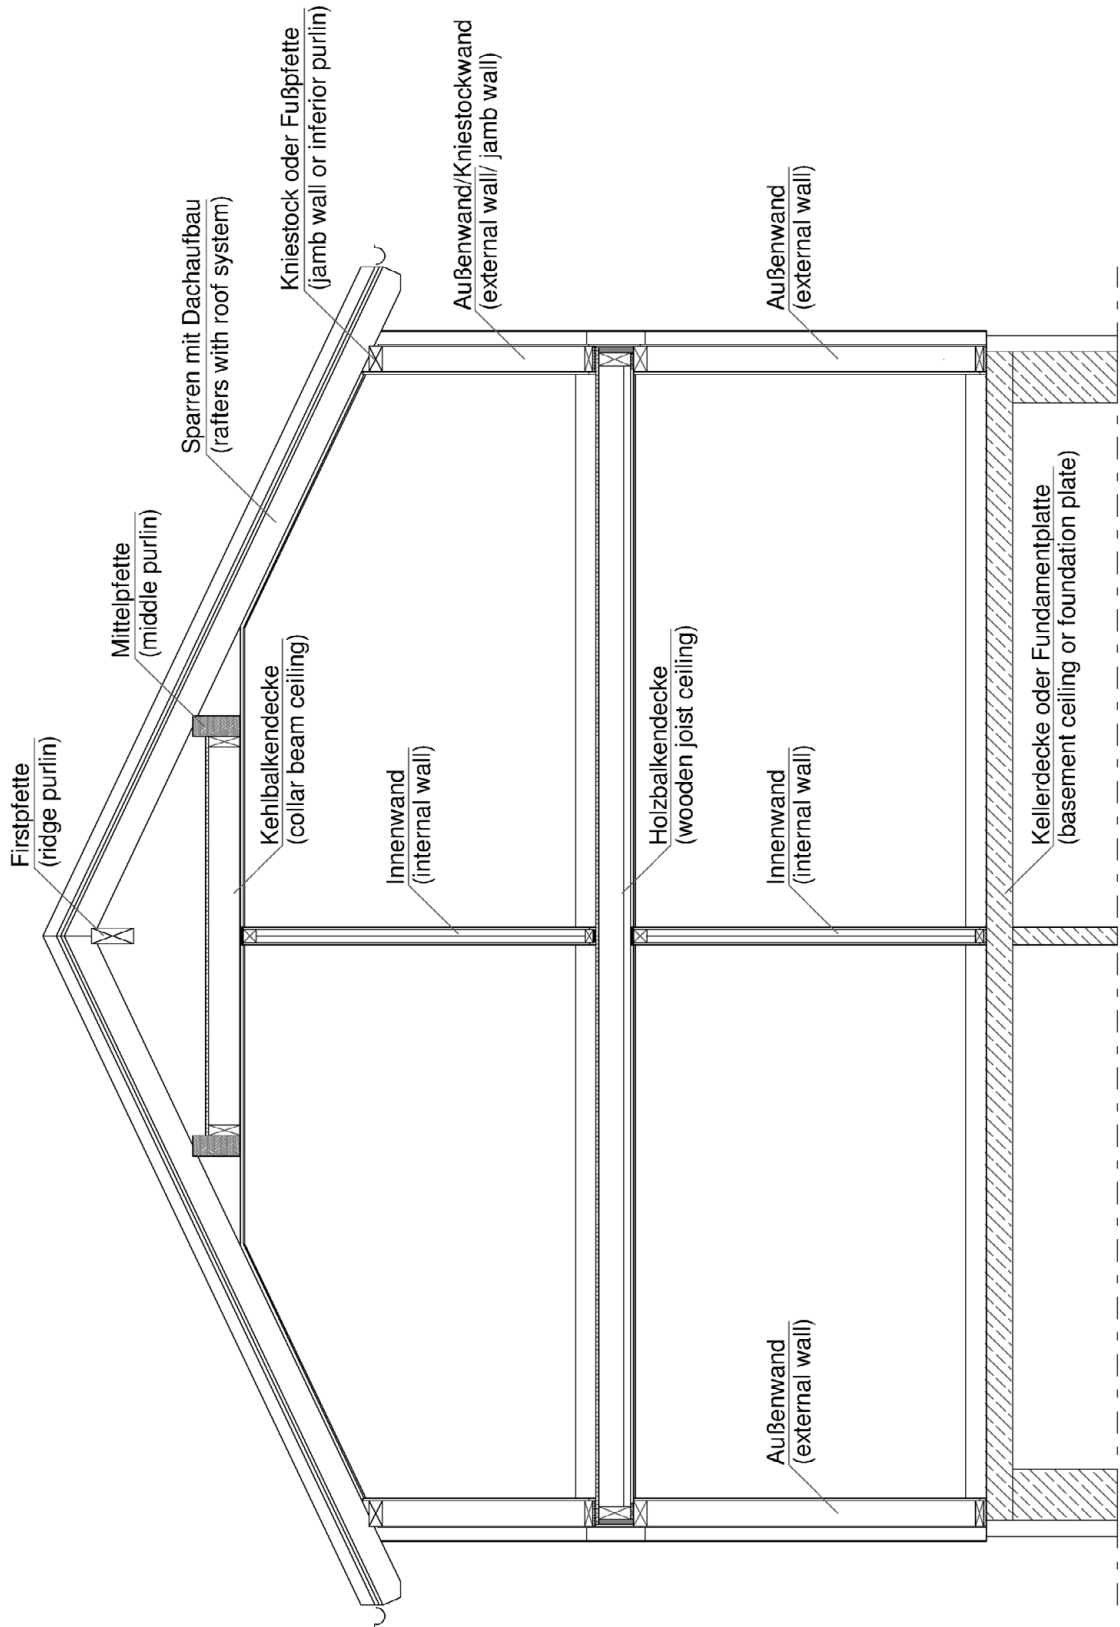 Firstpfette
(ridge purlin)
Mittelpfette
(middle purlin)
Sparren mit Dachaufbau
(rafters with roof system)
Kniestock oder Fußpfette
(jamb wall or inferior purlin)
Kehlbalkendecke
(collar beam ceiling)
Innenwand
(internal wall)
Außenwand/Kniestockwand
(external wall/ jamb wall)
Holzbalkendecke
(wooden joist ceiling)
Außenwand
(external wall)
Innenwand
(internal wall)
Außenwand
(external wall)
Kellerdecke oder Fundamentplatte
(basement ceiling or foundation plate)